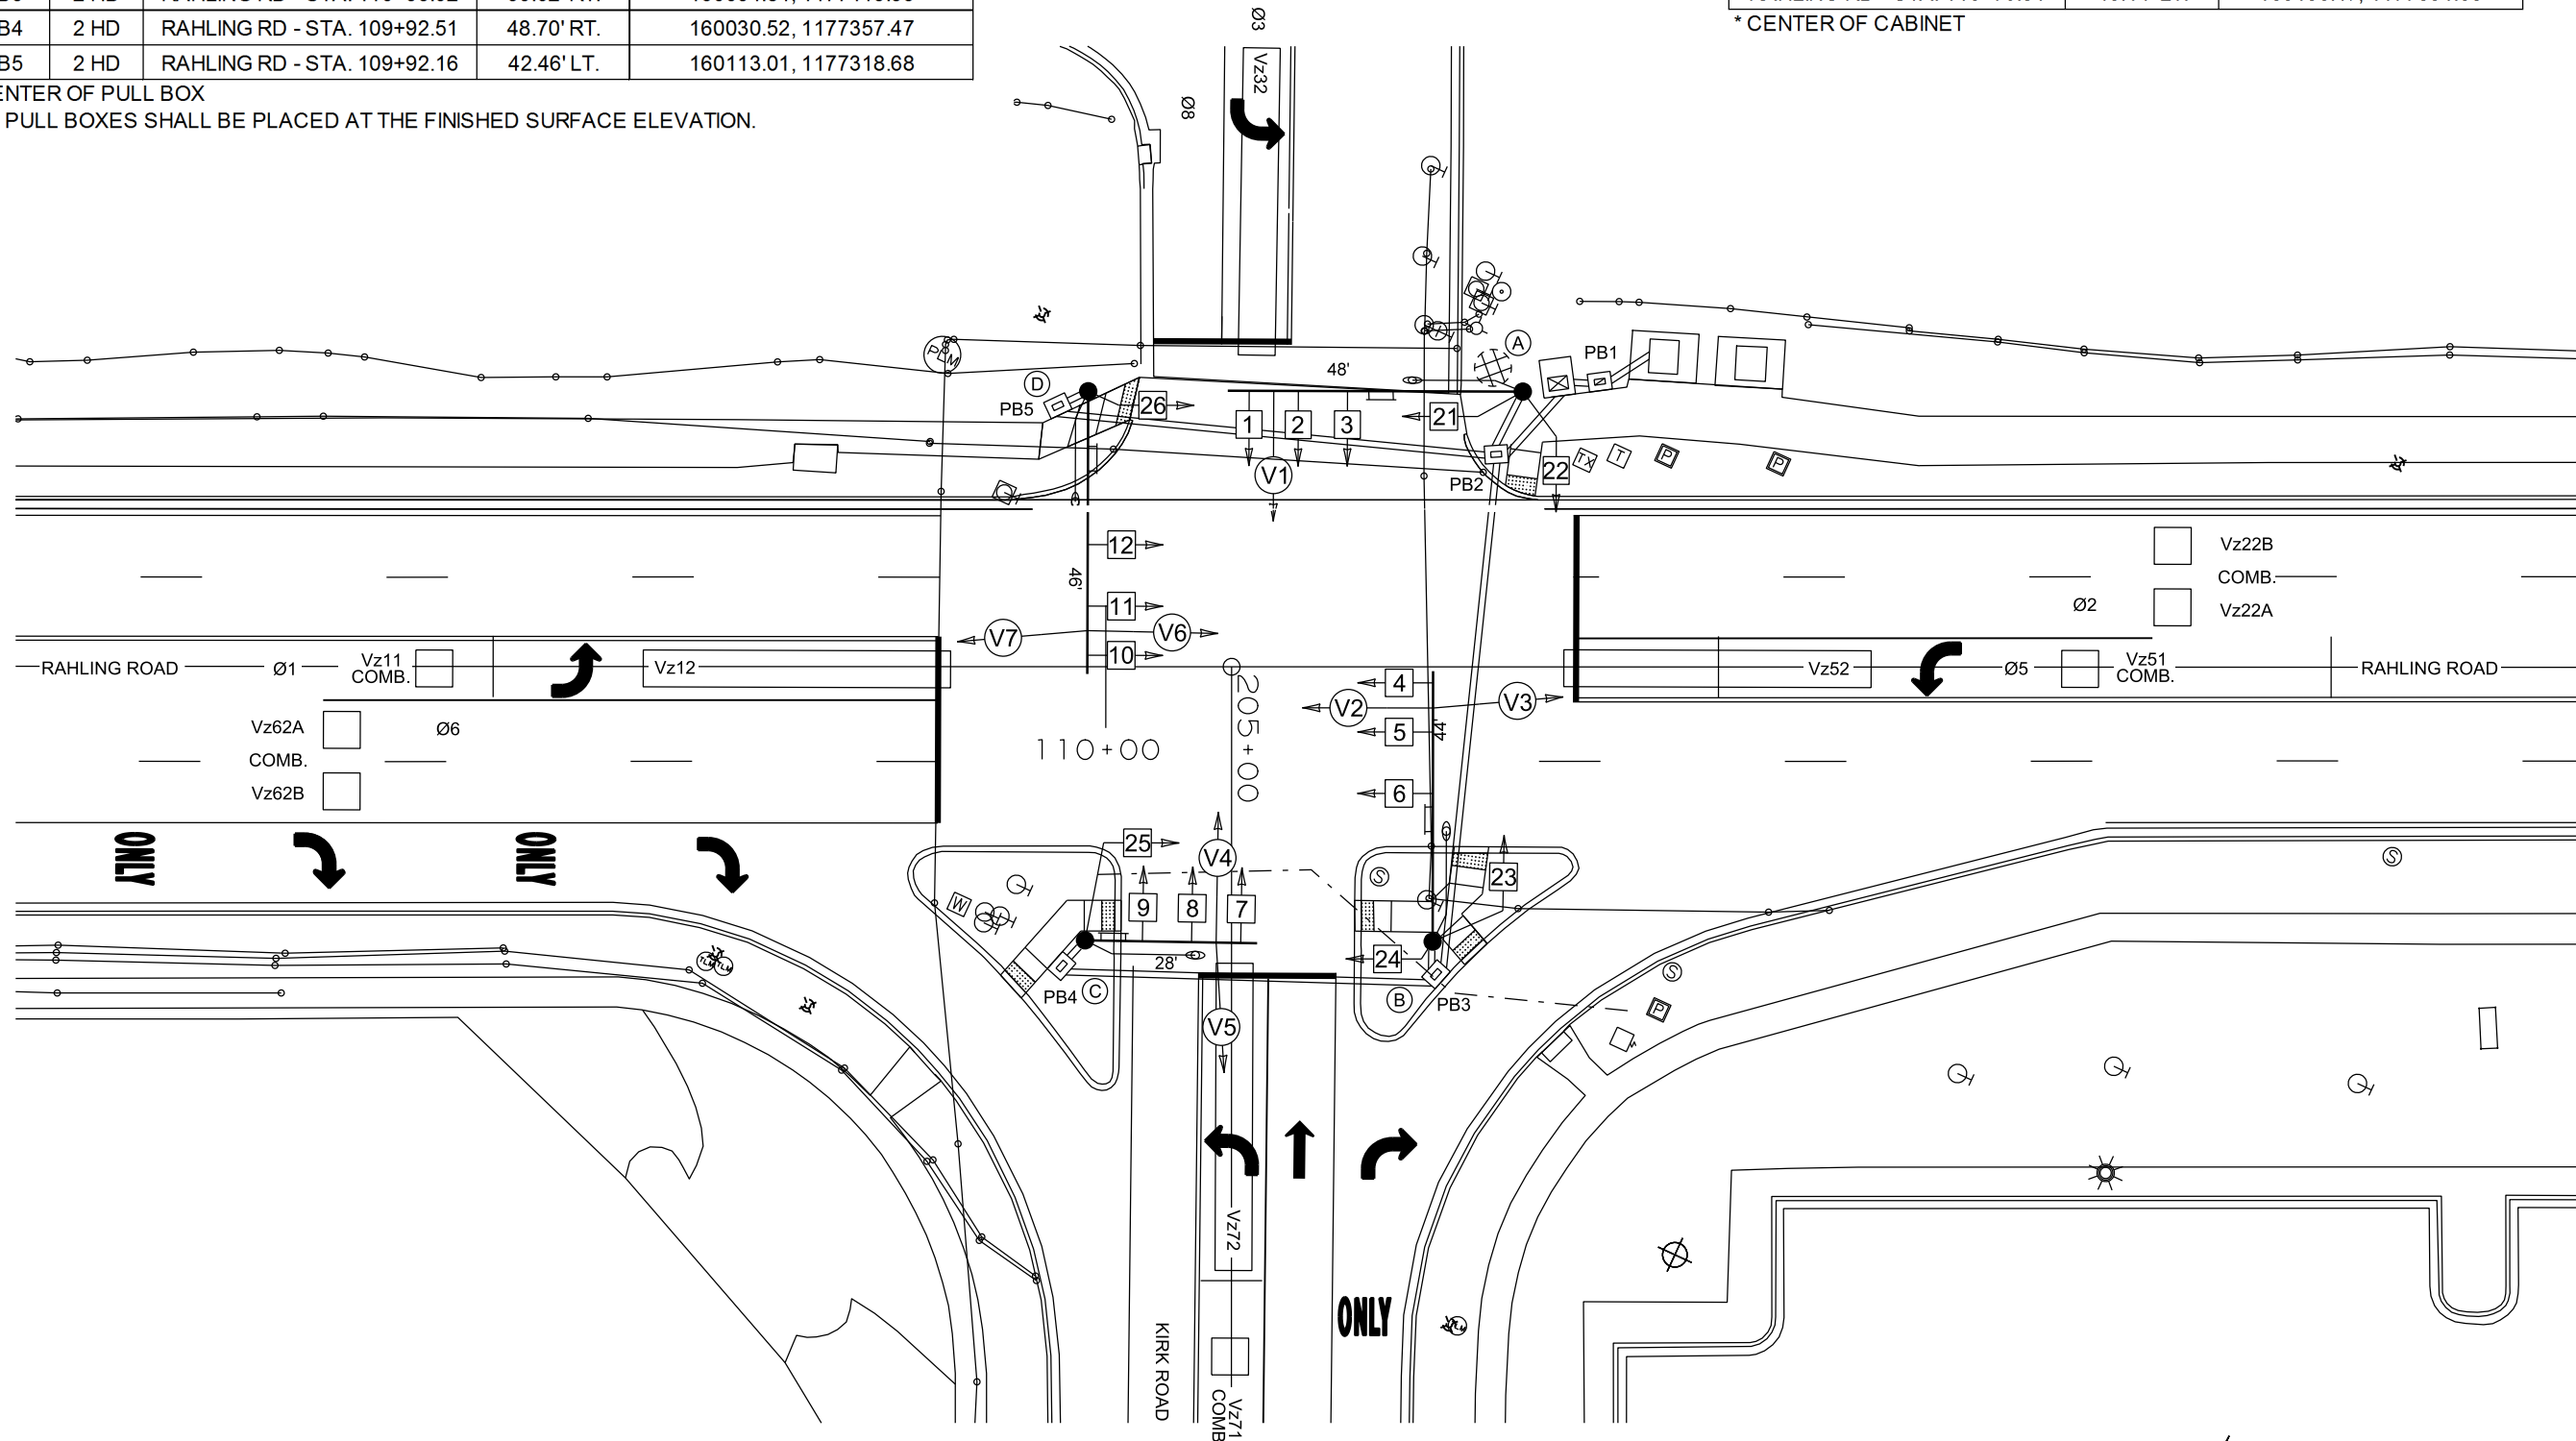 B4 2 HD RAHLING RD - STA. 109+92.51 48.70' RT. 160030.52, 1177357.47
B5 2 HD RAHLING RD - STA. 109+92.16 42.46' LT. 160113.01, 1177318.68
ENTER OF PULL BOX
PULL BOXES SHALL BE PLACED AT THE FINISHED SURFACE ELEVATION.
* CENTER OF CABINET
Ø3
Vz32
Ø8
A
PB1
PLM
48'
D
PB5
26
1
2
3
21
V1
22
PB2
TX
T
P
P
12
46'
11
V7
V6
10
Vz22B
COMB.
Ø2
Vz22A
RAHLING ROAD
Ø1
Vz11
COMB.
Vz12
Vz52
Ø5
Vz51
COMB.
RAHLING ROAD
4
V2
V3
5
44'
6
205+00
110+00
Vz62A
Ø6
COMB.
Vz62B
ONLY
ONLY
25
V4
S
23
S
W
9
8
7
TLM
TLM
28'
24
PB4
C
B
PB3
S
P
V5
Vz72
ONLY
KIRK ROAD
Vz71
COMB